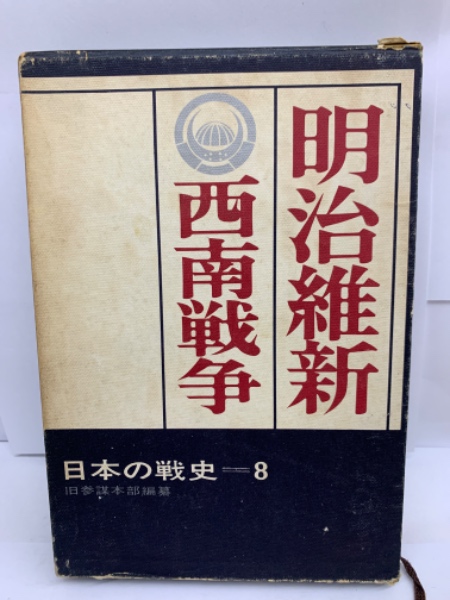 明治維新
西南戦争
日本の戦史=8
旧参謀本部編纂